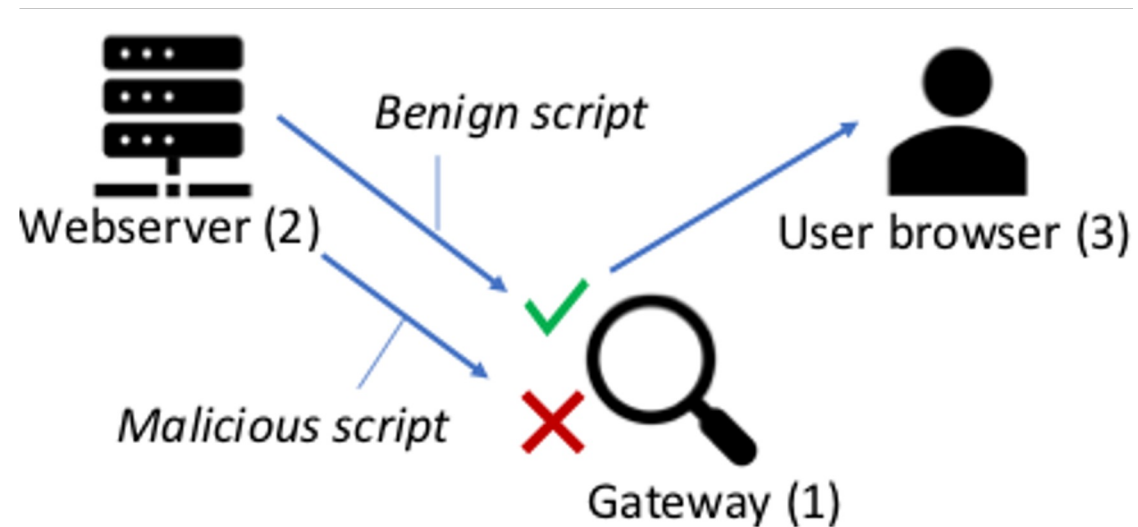 Benign script
Webserver (2)
User browser (3)
Malicious script
Gateway (1)